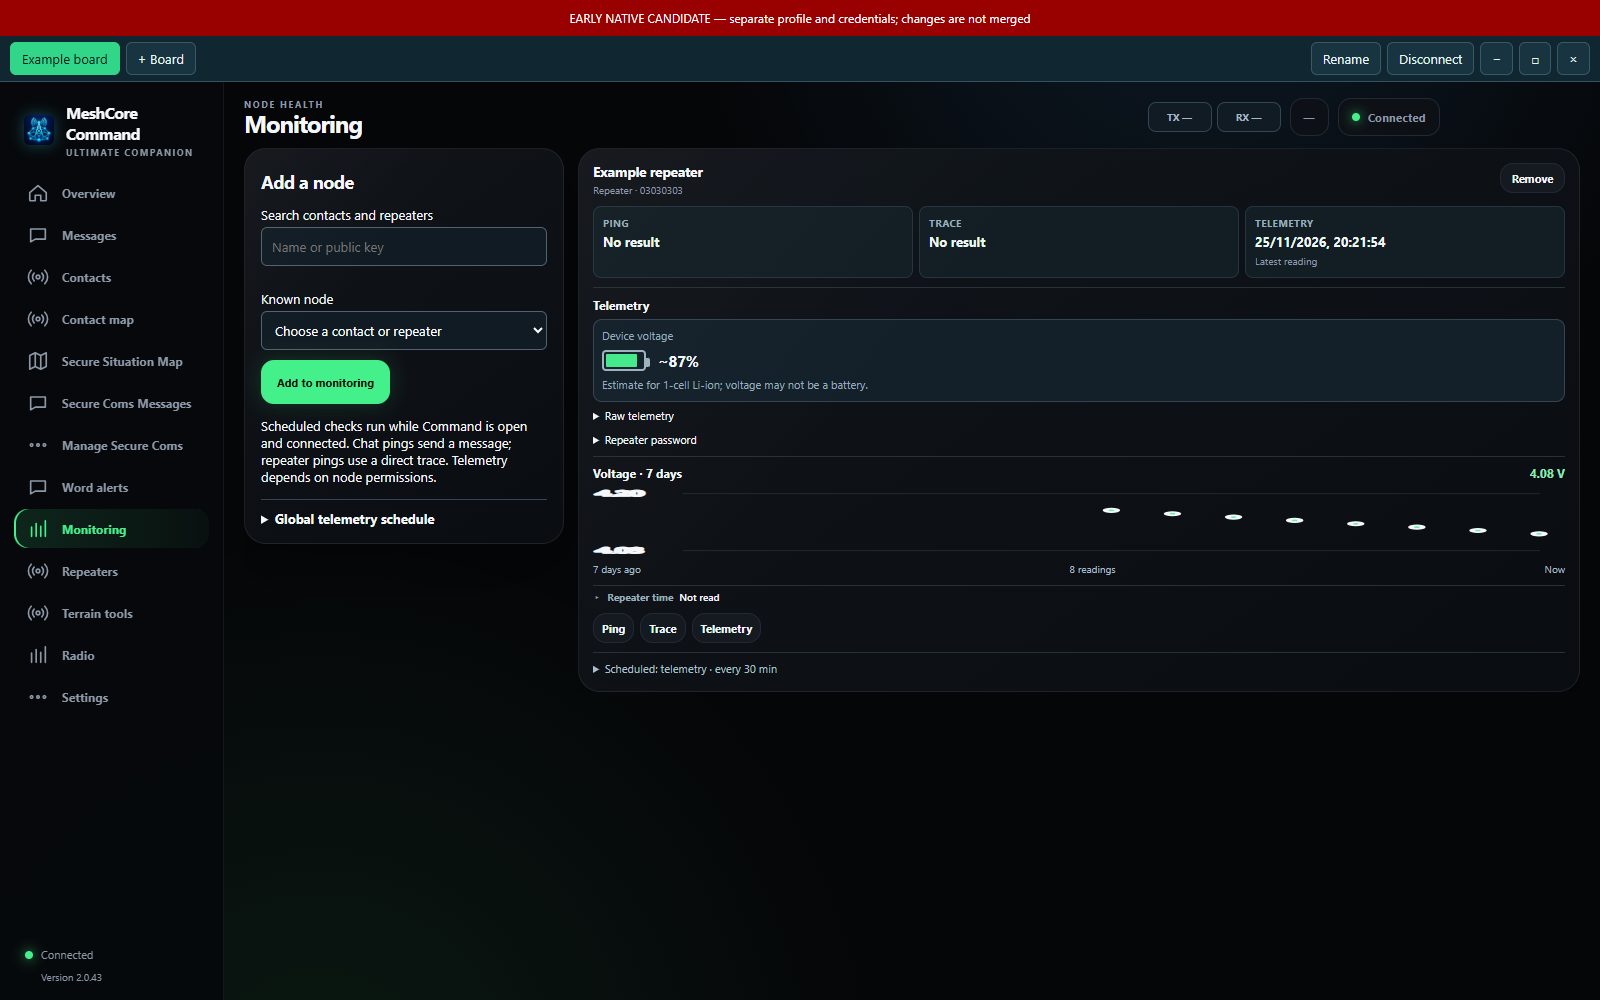 EARLY NATIVE CANDIDATE — separate profile and credentials; changes are not merged
Example board
+ Board
Rename
Disconnect
MeshCore
Command
ULTIMATE COMPANION
Overview
Messages
Contacts
Contact map
Secure Situation Map
Secure Coms Messages
Manage Secure Coms
Word alerts
Monitoring
Repeaters
Terrain tools
Radio
Settings
Connected
Version 2.0.43
NODE HEALTH
Monitoring
TX —
RX —
—
Connected
Add a node
Search contacts and repeaters
Name or public key
Known node
Choose a contact or repeater
Add to monitoring
Scheduled checks run while Command is open
and connected. Chat pings send a message;
repeater pings use a direct trace. Telemetry
depends on node permissions.
Global telemetry schedule
Example repeater
Repeater · 03030303
Remove
PING
No result
TRACE
No result
TELEMETRY
25/11/2026, 20:21:54
Latest reading
Telemetry
Device voltage
~87%
Estimate for 1-cell Li-ion; voltage may not be a battery.
Raw telemetry
Repeater password
Voltage · 7 days
4.08 V
7 days ago
8 readings
Now
Repeater time Not read
Ping
Trace
Telemetry
Scheduled: telemetry · every 30 min